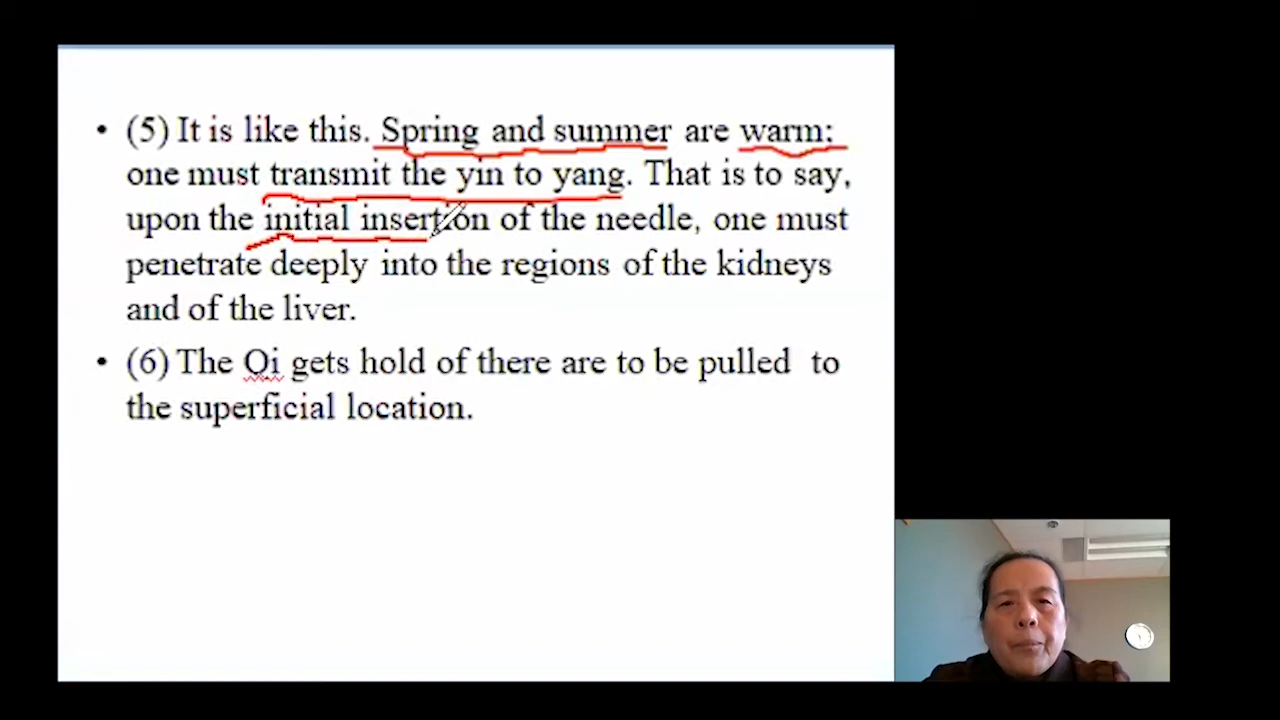 • (5) It is like this. Spring and summer are warm;
one must transmit the yin to yang. That is to say,
upon the initial insertion of the needle, one must
penetrate deeply into the regions of the kidneys
and of the liver.
• (6) The Qi gets hold of there are to be pulled to
the superficial location.